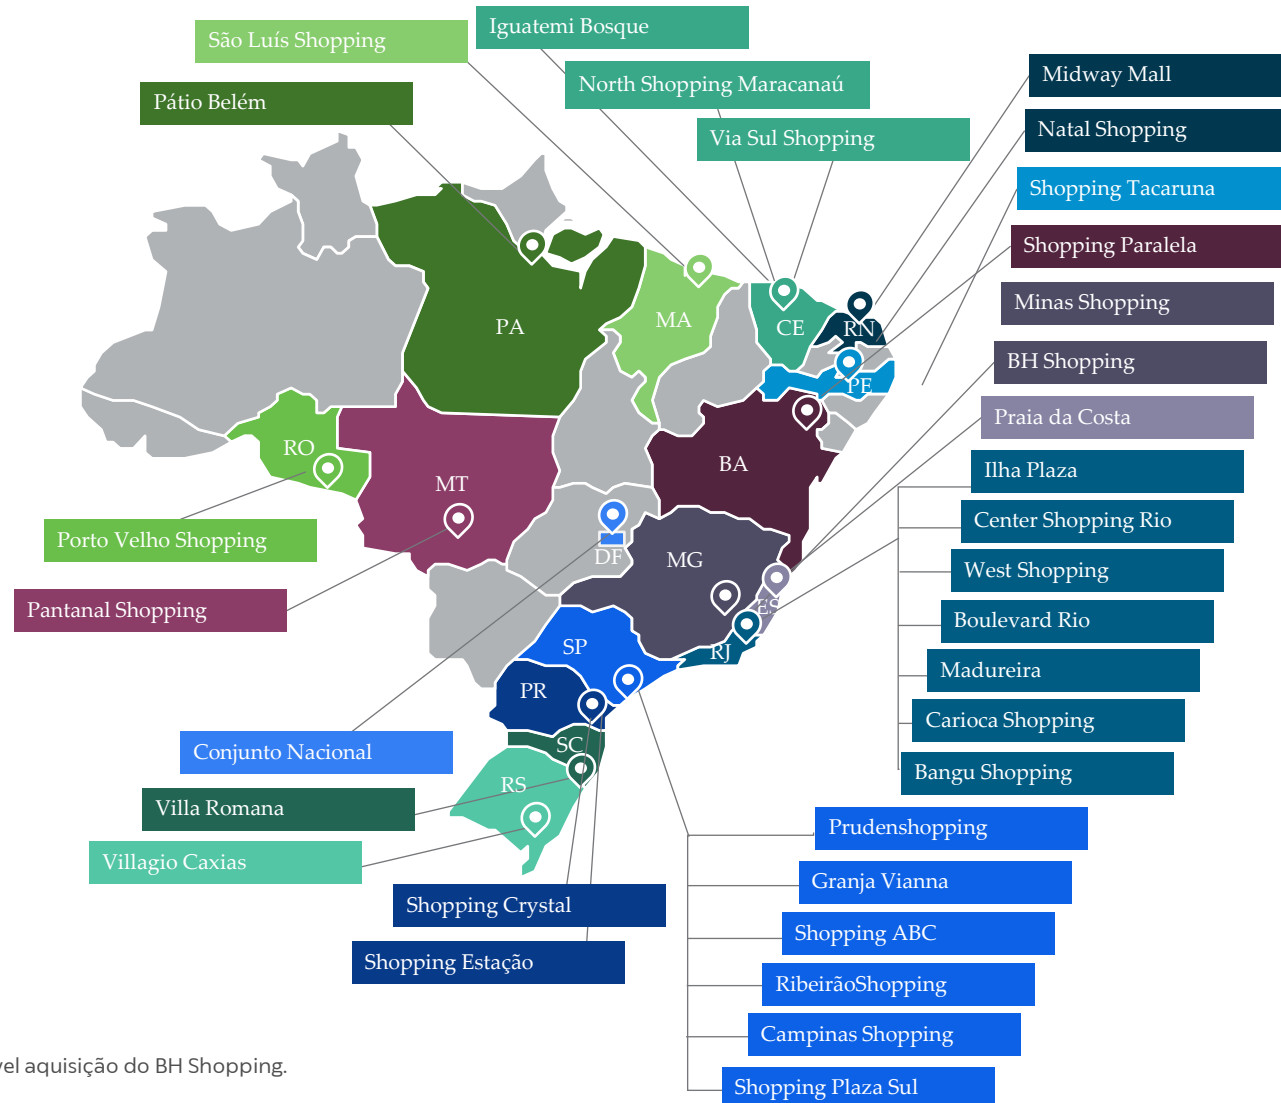 Iguatemi Bosque
São Luís Shopping
Midway Mall
North Shopping Maracanaú
Pátio Belém
Natal Shopping
Via Sul Shopping
Shopping Tacaruna
Shopping Paralela
Minas Shopping
PA
MA
CE
RN
BH Shopping
PE
Praia da Costa
RO
BA
Ilha Plaza
MT
Center Shopping Rio
Porto Velho Shopping
DF
MG
West Shopping
Pantanal Shopping
ES
Boulevard Rio
SP
RJ
Madureira
PR
Carioca Shopping
Conjunto Nacional
SC
Bangu Shopping
RS
Villa Romana
Prudenshopping
Villagio Caxias
Granja Vianna
Shopping Crystal
Shopping ABC
Shopping Estação
RibeirãoShopping
Campinas Shopping
vel aquisição do BH Shopping.
Shopping Plaza Sul